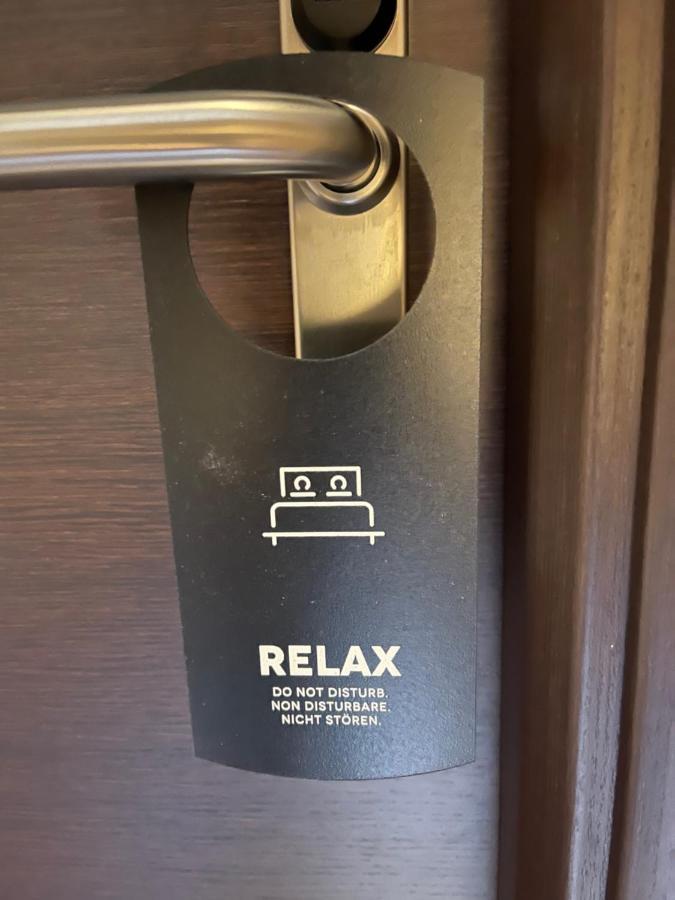 RELAX
DO NOT DISTURB.
NON DISTURBARE.
NICHT STÖREN.